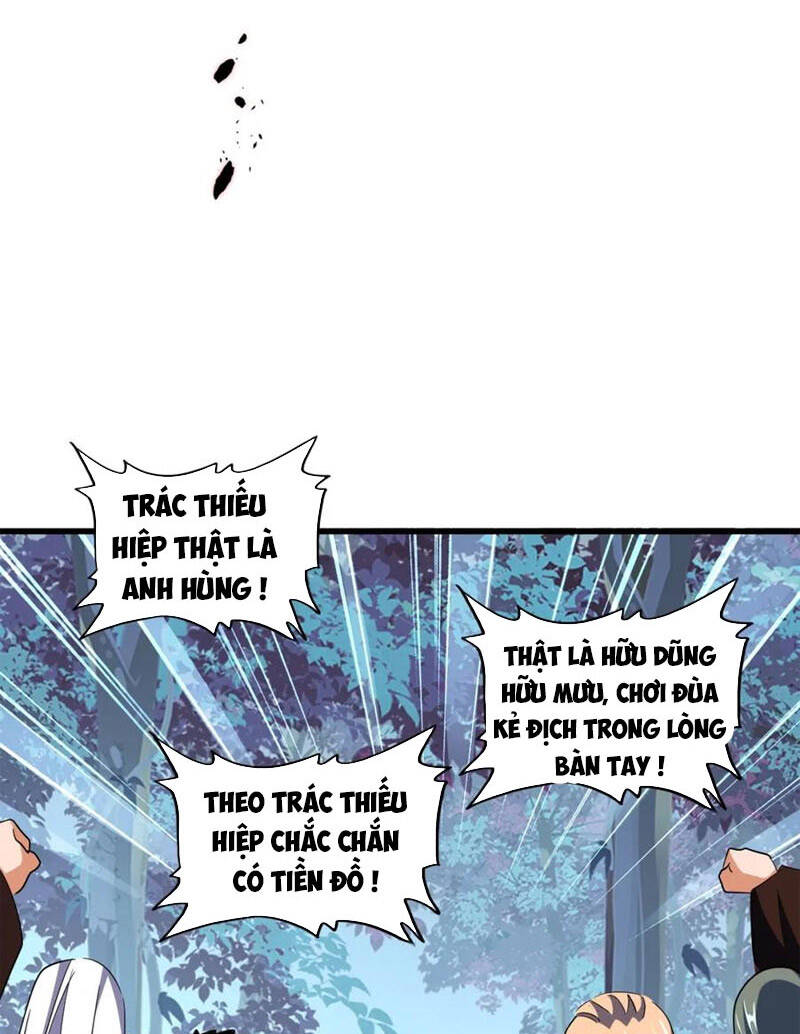 TRÁC THIẾU
HIỆP THẬT LÀ
ANH HÙNG !
THẬT LÀ HỮU DŨNG
HỮU MƯU, CHƠI ĐÙA
KẺ ĐỊCH TRONG LÒNG
BÀN TAY !
THEO TRÁC THIẾU
HIỆP CHẮC CHẮN
CÓ TIỀN ĐỒ !